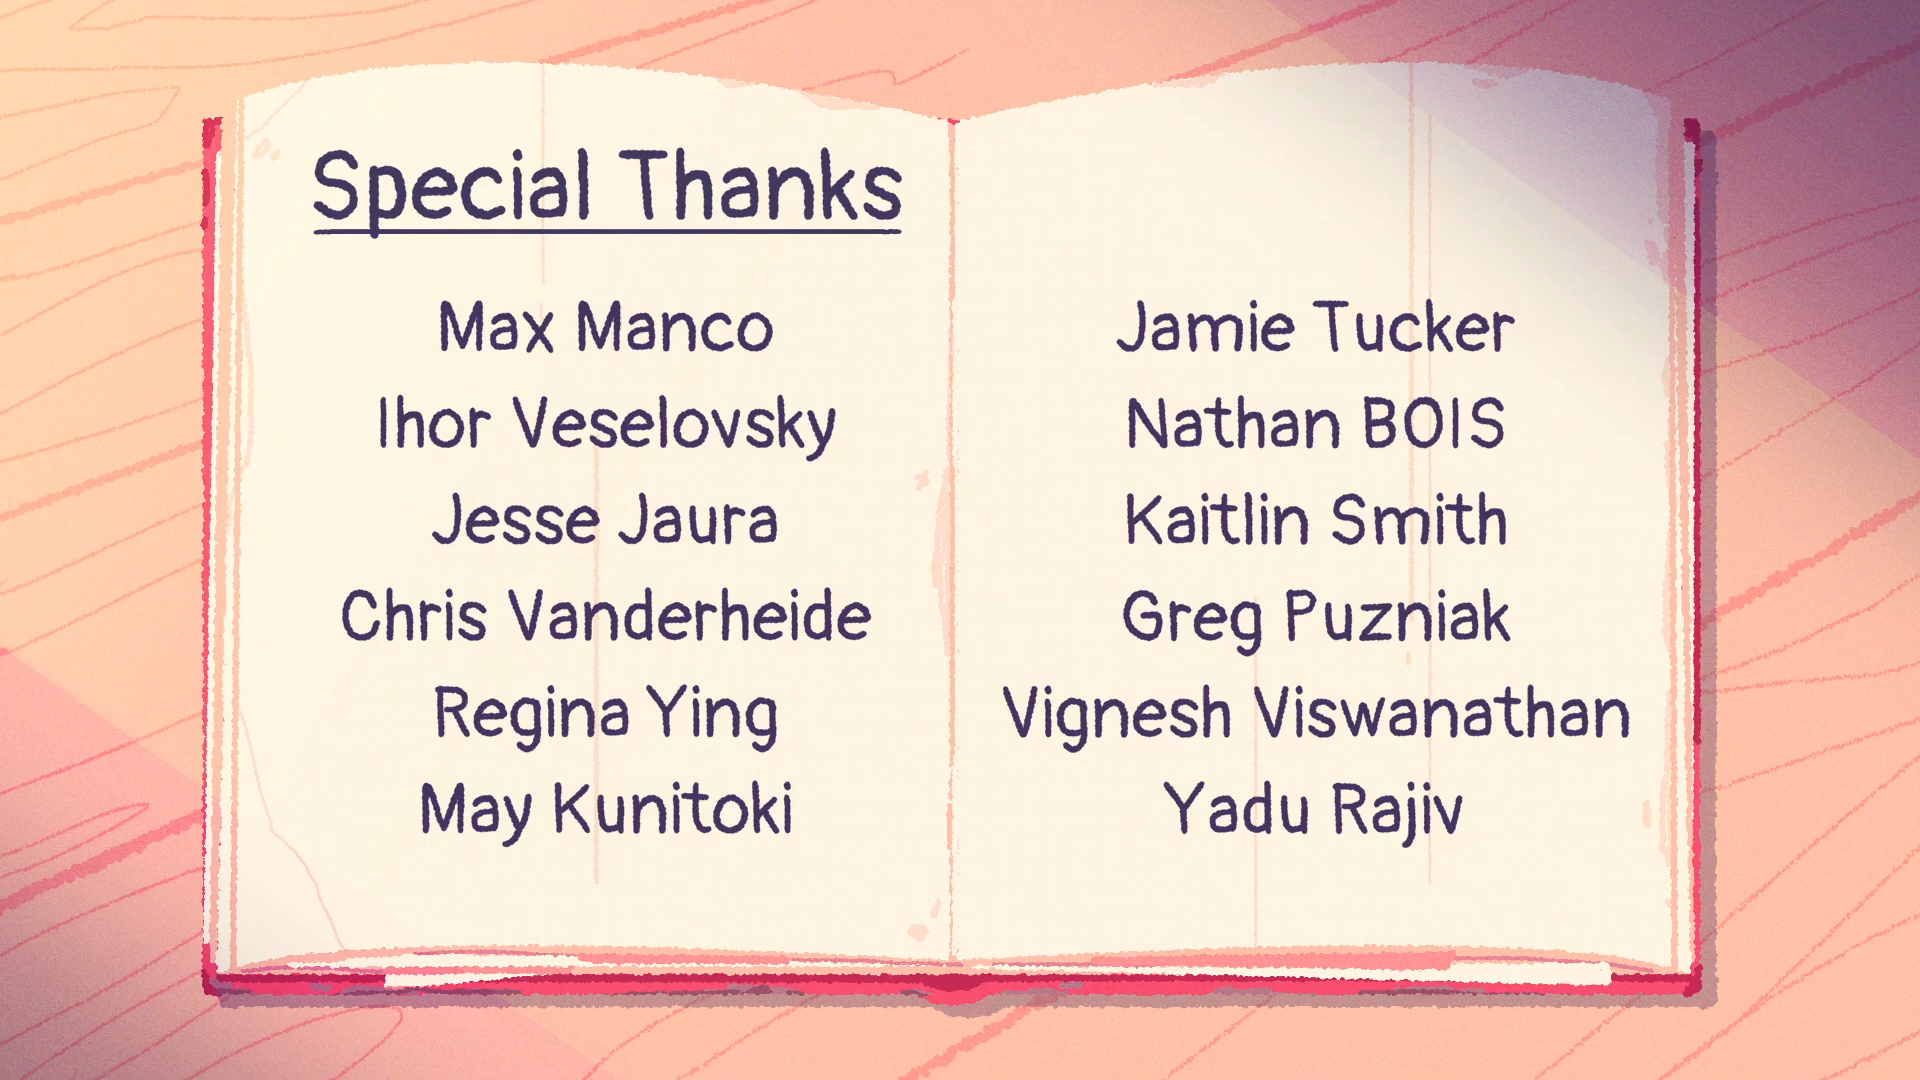 Special Thanks
Max Manco
Ihor Veselovsky
Jesse Jaura
Chris Vanderheide
Regina Ying
May Kunitoki
Jamie Tucker
Nathan BOIS
Kaitlin Smith
Greg Puzniak
Vignesh Viswanathan
Yadu Rajiv